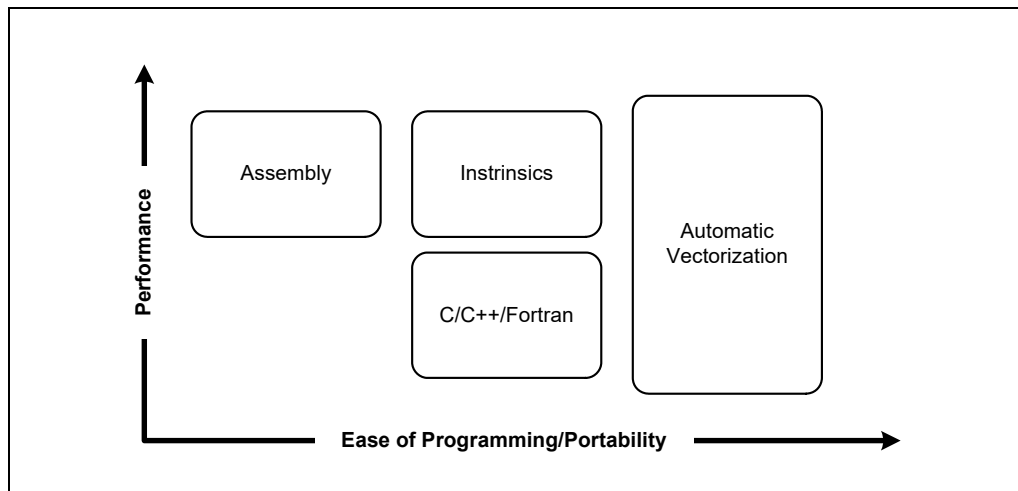 Performance
Assembly
Instrinsics
C/C++/Fortran
Automatic
Vectorization
Ease of Programming/Portability